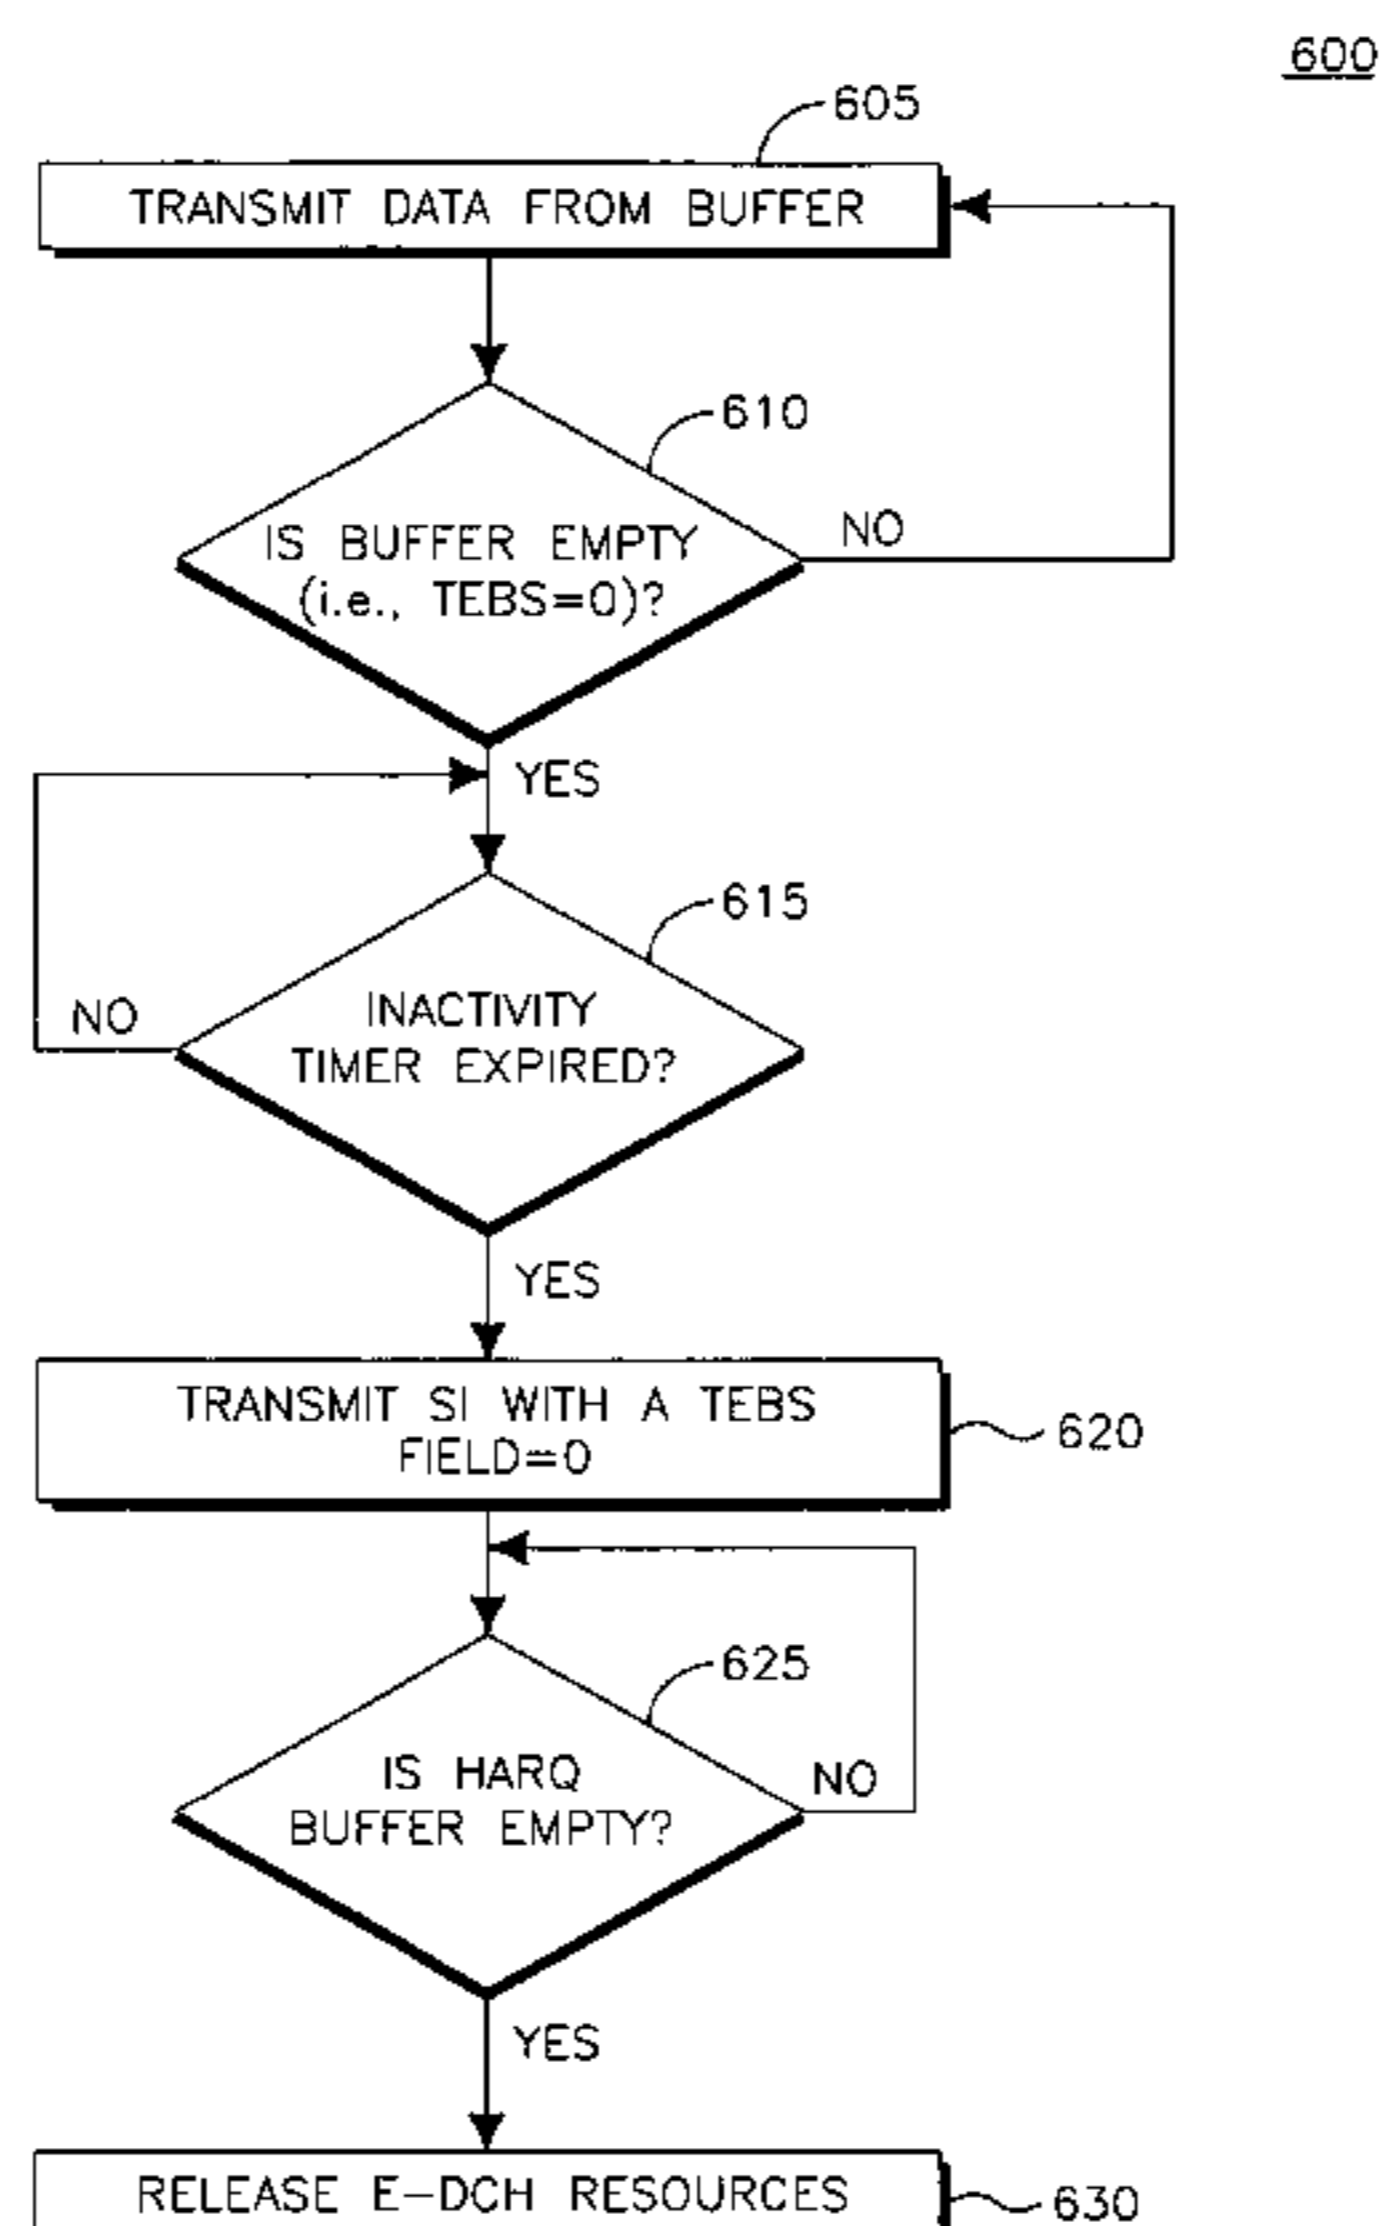 600
605
TRANSMIT DATA FROM BUFFER
610
IS BUFFER EMPTY
(i.e., TEBS=0)?
NO
YES
615
INACTIVITY
TIMER EXPIRED?
NO
YES
TRANSMIT SI WITH A TEBS
FIELD=0
620
625
IS HARQ
BUFFER EMPTY?
NO
YES
RELEASE E-DCH RESOURCES
630